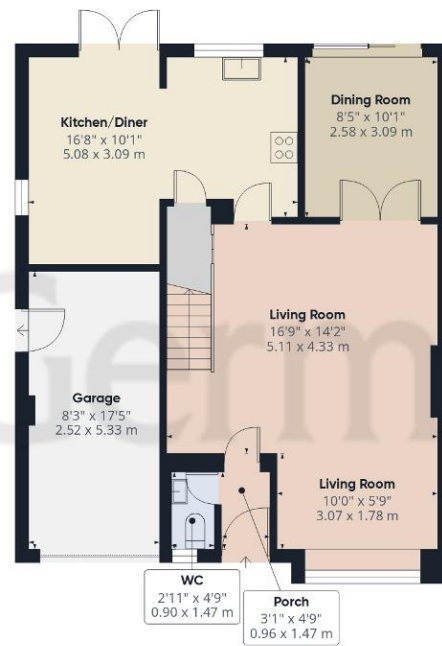 Kitchen/Diner
16'8" x 10'1"
5.08 x 3.09 m
Dining Room
8'5" x 10'1"
2.58 x 3.09 m
Living Room
16'9" x 14'2"
5.11 x 4.33 m
Garage
8'3" x 17'5"
2.52 x 5.33 m
Living Room
10'0" x 5'9"
3.07 x 1.78 m
WC
2'11" x 4'9"
0.90 x 1.47 m
Porch
3'1" x 4'9"
0.96 x 1.47 m